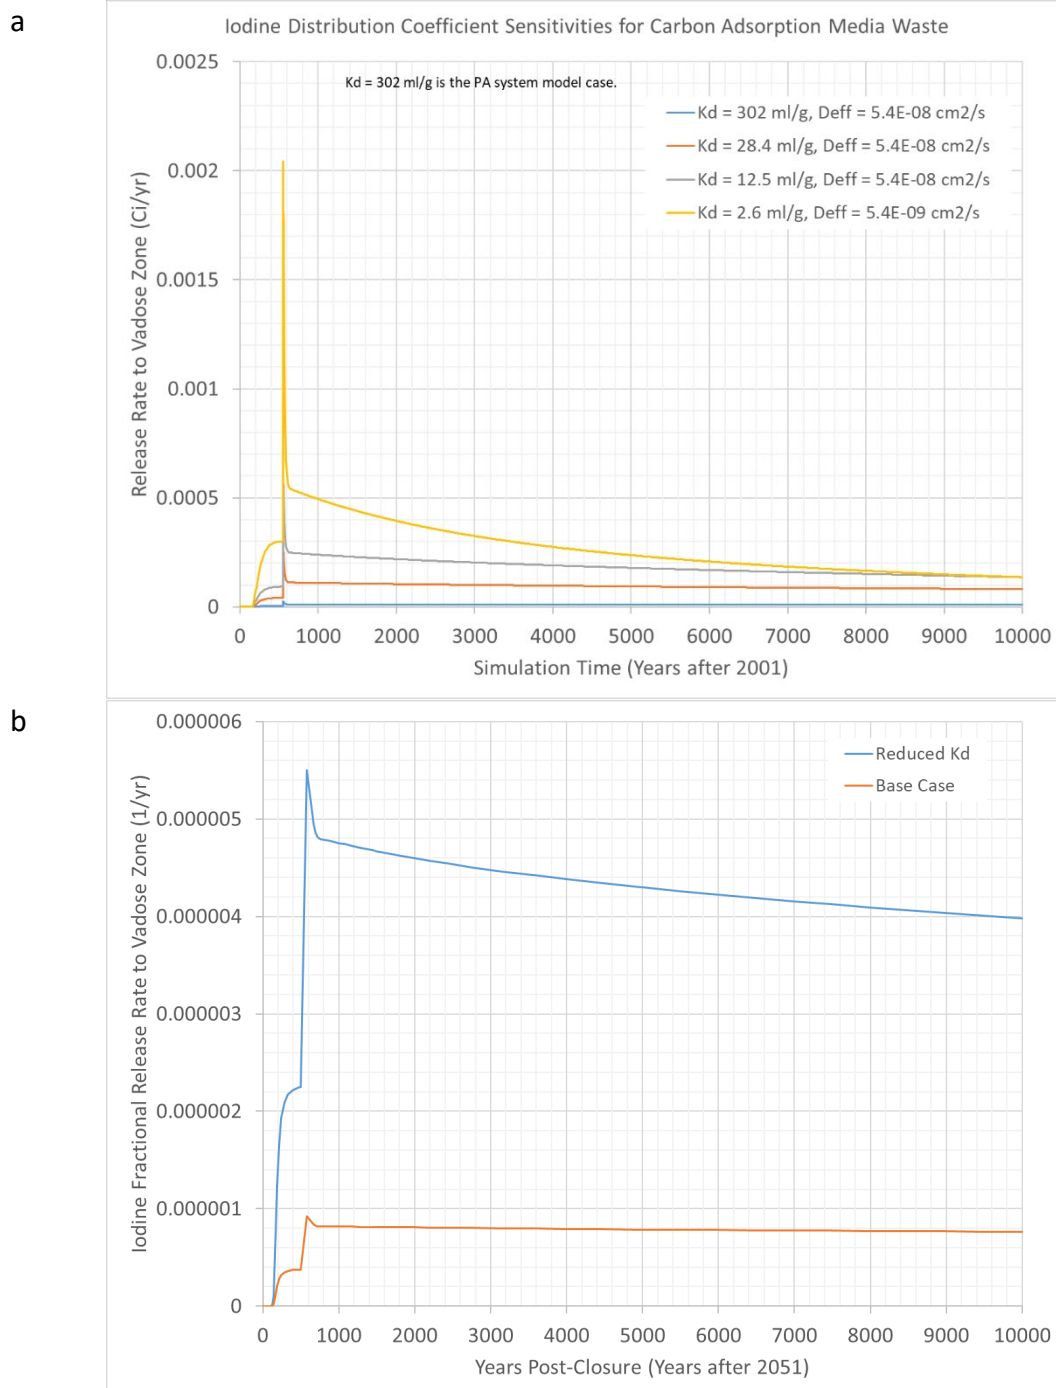 a
Iodine Distribution Coefficient Sensitivities for Carbon Adsorption Media Waste
Kd = 302 ml/g is the PA system model case.
Kd = 302 ml/g, Deff = 5.4E-08 cm2/s
Kd = 28.4 ml/g, Deff = 5.4E-08 cm2/s
Kd = 12.5 ml/g, Deff = 5.4E-08 cm2/s
Kd = 2.6 ml/g, Deff = 5.4E-09 cm2/s
Release Rate to Vadose Zone (Ci/yr)
0.0025
0.002
0.0015
0.001
0.0005
0
0 1000 2000 3000 4000 5000 6000 7000 8000 9000 10000
Simulation Time (Years after 2001)
b
Reduced Kd
Base Case
Iodine Fractional Release Rate to Vadose Zone (1/yr)
0.000006
0.000005
0.000004
0.000003
0.000002
0.000001
0
0 1000 2000 3000 4000 5000 6000 7000 8000 9000 10000
Years Post-Closure (Years after 2051)